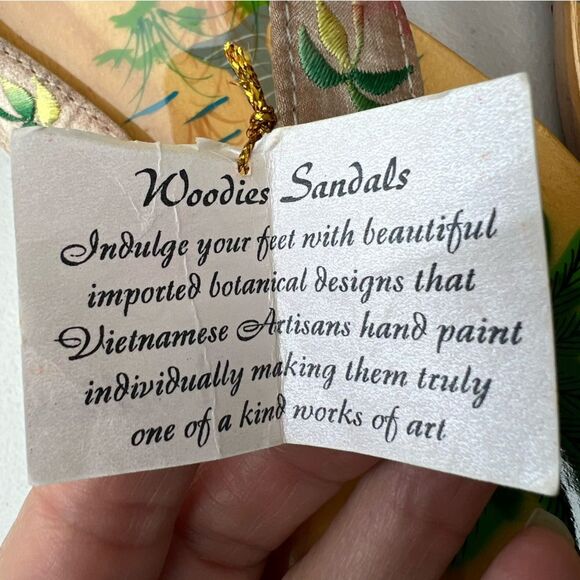 Woodies Sandals
Indulge your feet with beautiful
imported botanical designs that
Vietnamese Artisans hand paint
individually making them truly
one of a kind works of art